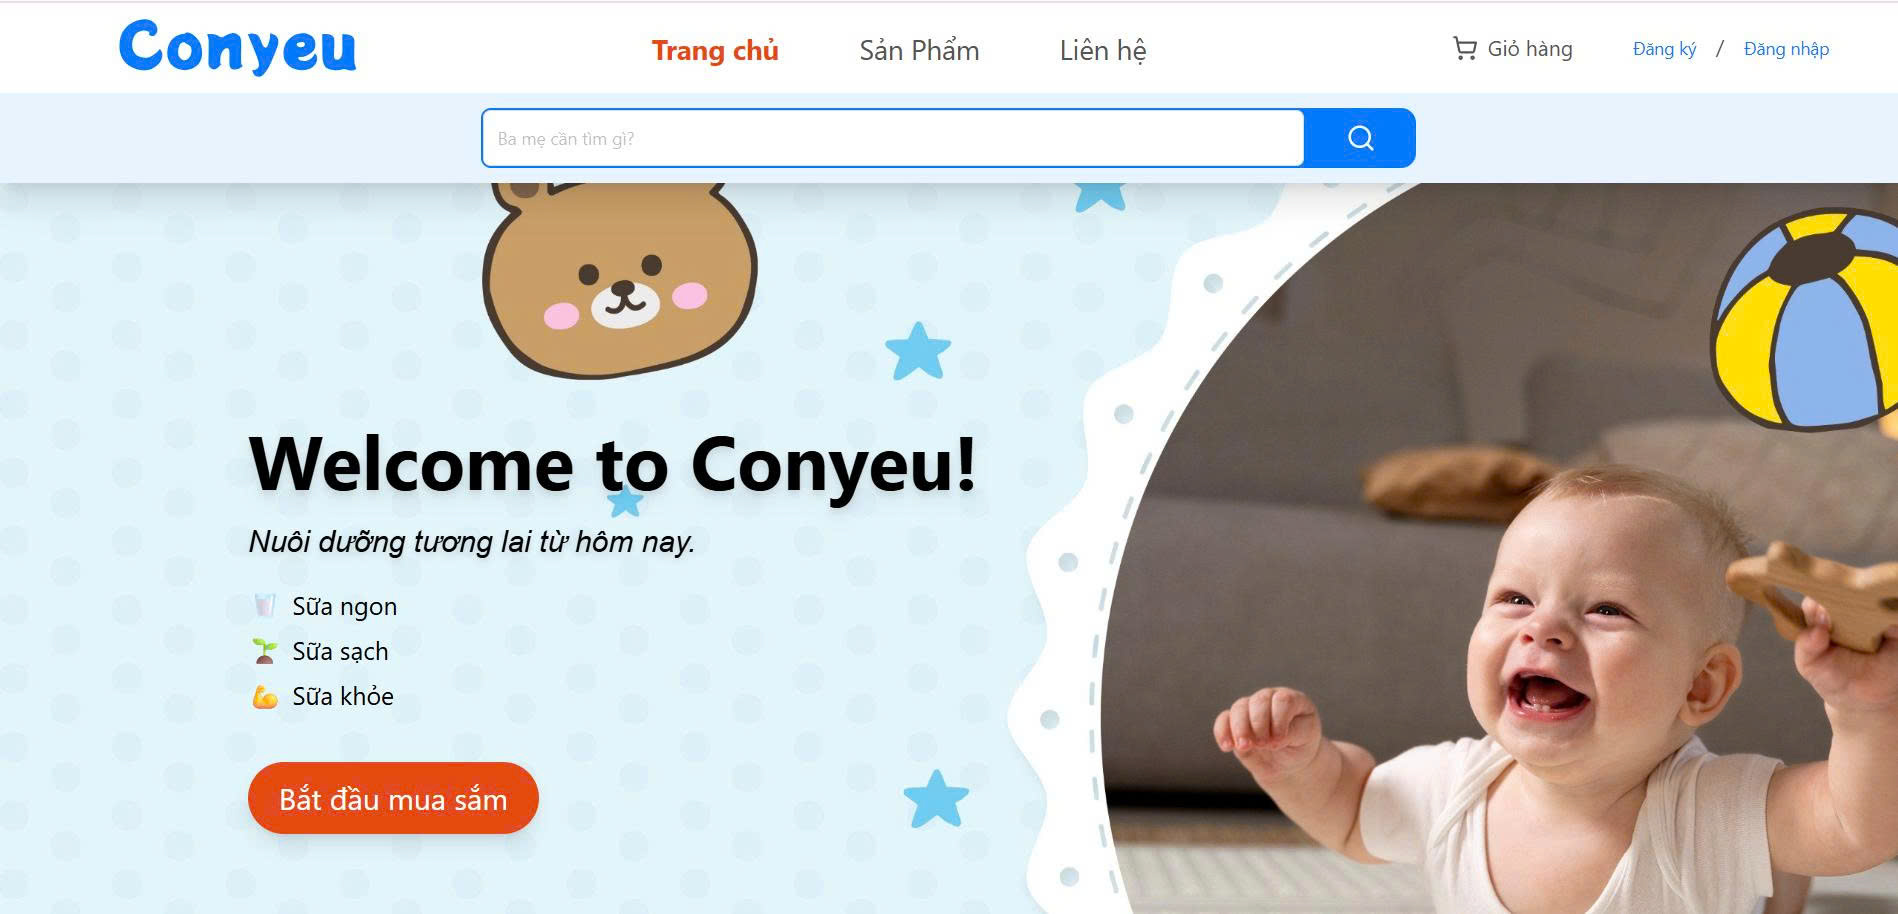 Conyeu
Trang chủ
Sản Phẩm
Liên hệ
Giỏ hàng
Đăng ký / Đăng nhập
Ba mẹ cần tìm gì?
Welcome to Conyeu!
Nuôi dưỡng tương lai từ hôm nay.
Sữa ngon
Sữa sạch
Sữa khỏe
Bắt đầu mua sắm